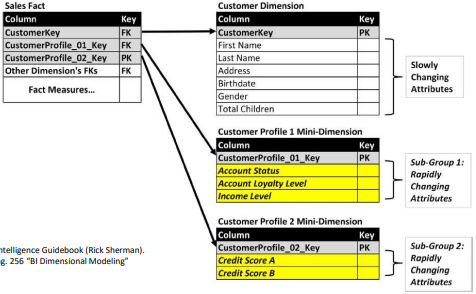 Sales Fact
Column Key
CustomerKey FK
CustomerProfile_01_Key FK
CustomerProfile_02_Key PK
Other Dimension's FKs FK
Fact Measures...
Customer Dimension
Column Key
CustomerKey PK
First Name
Last Name
Address
Birthdate
Gender
Total Children
Slowly
Changing
Attributes
Customer Profile 1 Mini-Dimension
Column Key
CustomerProfile_01_Key PK
Account Status
Account Loyalty Level
Income Level
Sub-Group 1:
Rapidly
Changing
Attributes
Customer Profile 2 Mini-Dimension
Column Key
CustomerProfile_02_Key PK
Credit Score A
Credit Score B
Sub-Group 2:
Rapidly
Changing
Attributes
ntelligence Guidebook (Rick Sherman).
g. 256 "BI Dimensional Modeling"